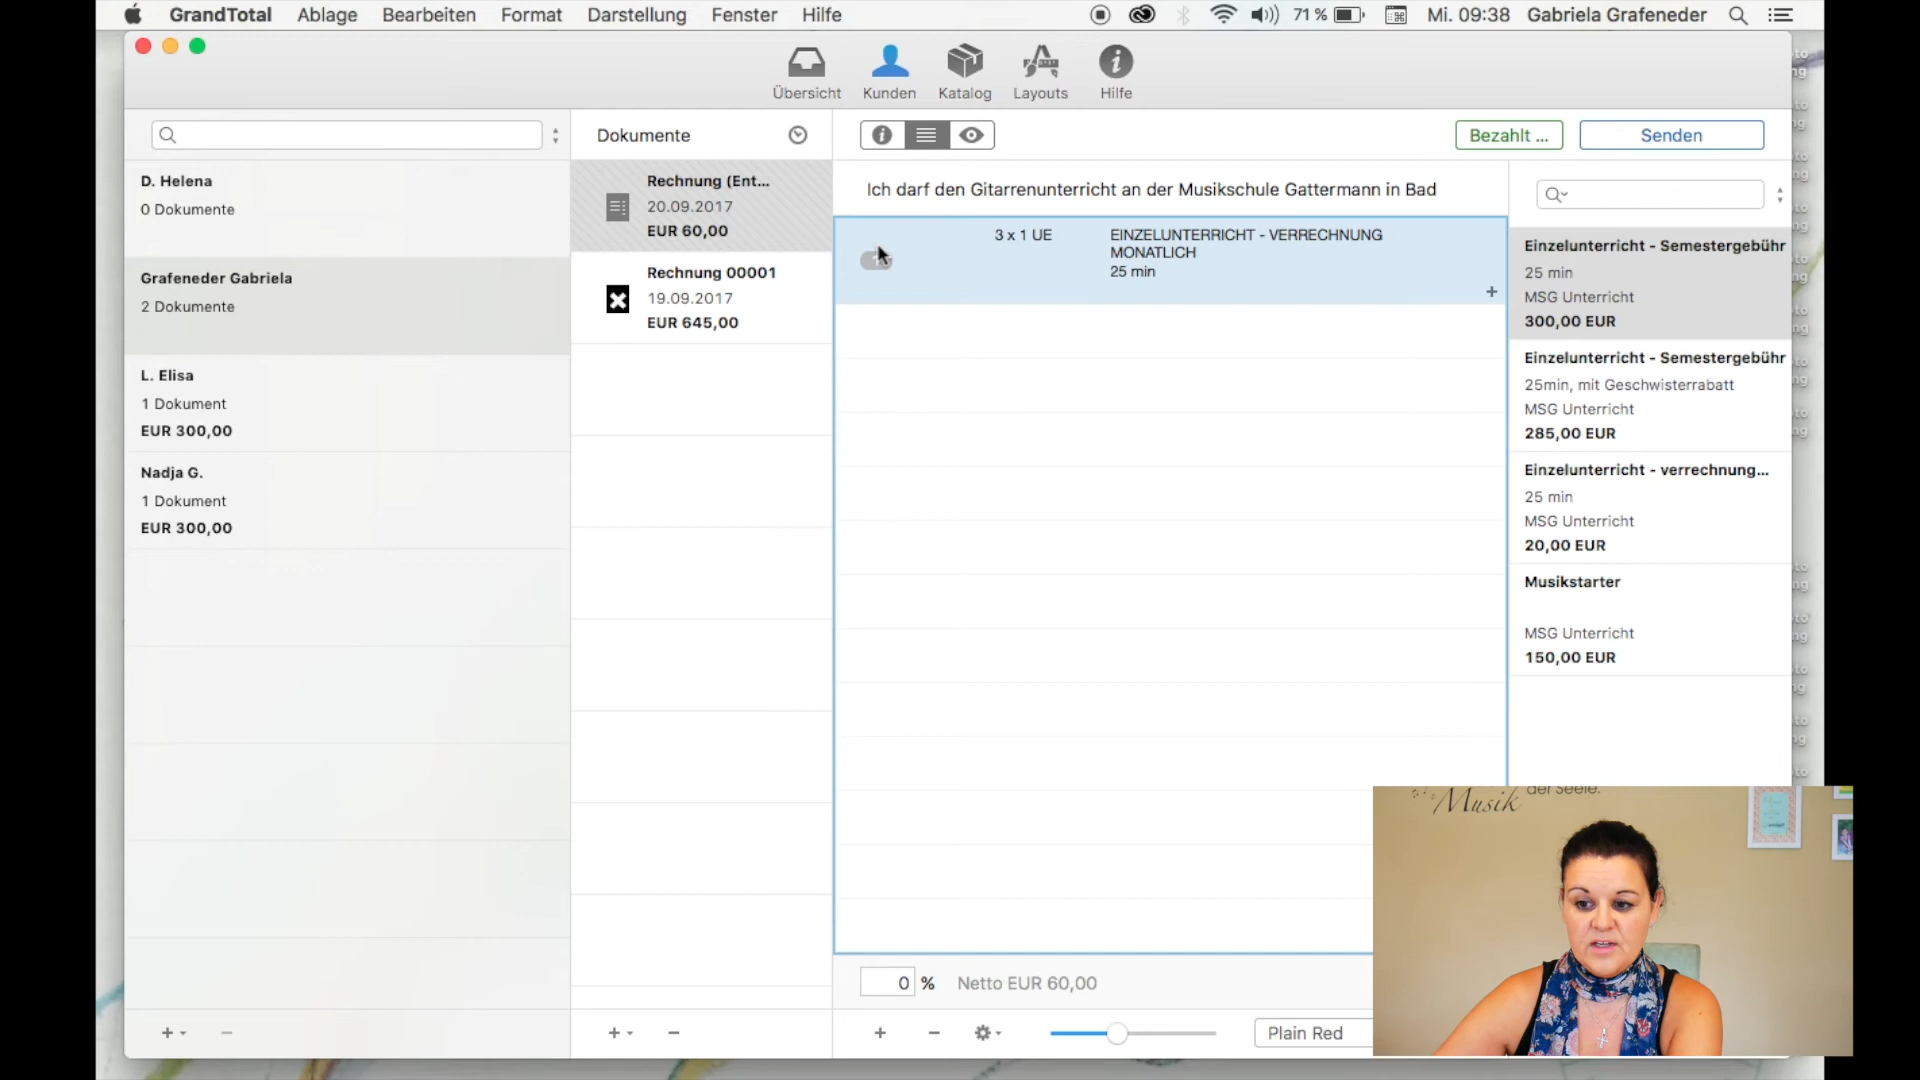 GrandTotal Ablage Bearbeiten Format Darstellung Fenster Hilfe 71 % Mi. 09:38 Gabriela Grafeneder
Übersicht Kunden Katalog Layouts Hilfe
Dokumente
Bezahlt ... Senden
D. Helena
0 Dokumente
Grafeneder Gabriela
2 Dokumente
L. Elisa
1 Dokument
EUR 300,00
Nadja G.
1 Dokument
EUR 300,00
Rechnung (Ent...
20.09.2017
EUR 60,00
Rechnung 00001
19.09.2017
EUR 645,00
Ich darf den Gitarrenunterricht an der Musikschule Gattermann in Bad
3 x 1 UE EINZELUNTERRICHT - VERRECHNUNG
MONATLICH
25 min
+
Einzelunterricht - Semestergebühr
25 min
MSG Unterricht
300,00 EUR
Einzelunterricht - Semestergebühr
25min, mit Geschwisterrabatt
MSG Unterricht
285,00 EUR
Einzelunterricht - verrechnung...
25 min
MSG Unterricht
20,00 EUR
Musikstarter
MSG Unterricht
150,00 EUR
0 % Netto EUR 60,00
Plain Red
Musik der Seele.